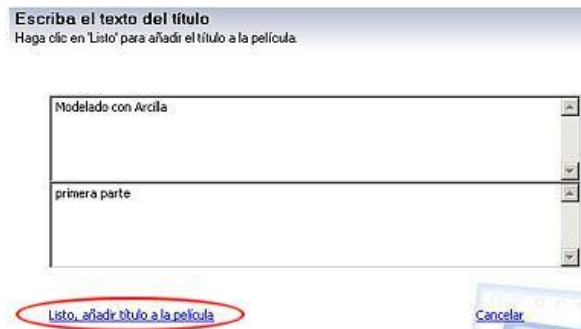 Escriba el texto del título
Haga clic en 'Listo' para añadir el título a la película.
Modelado con Arcilla
primera parte
Listo, añadir título a la película
Cancelar